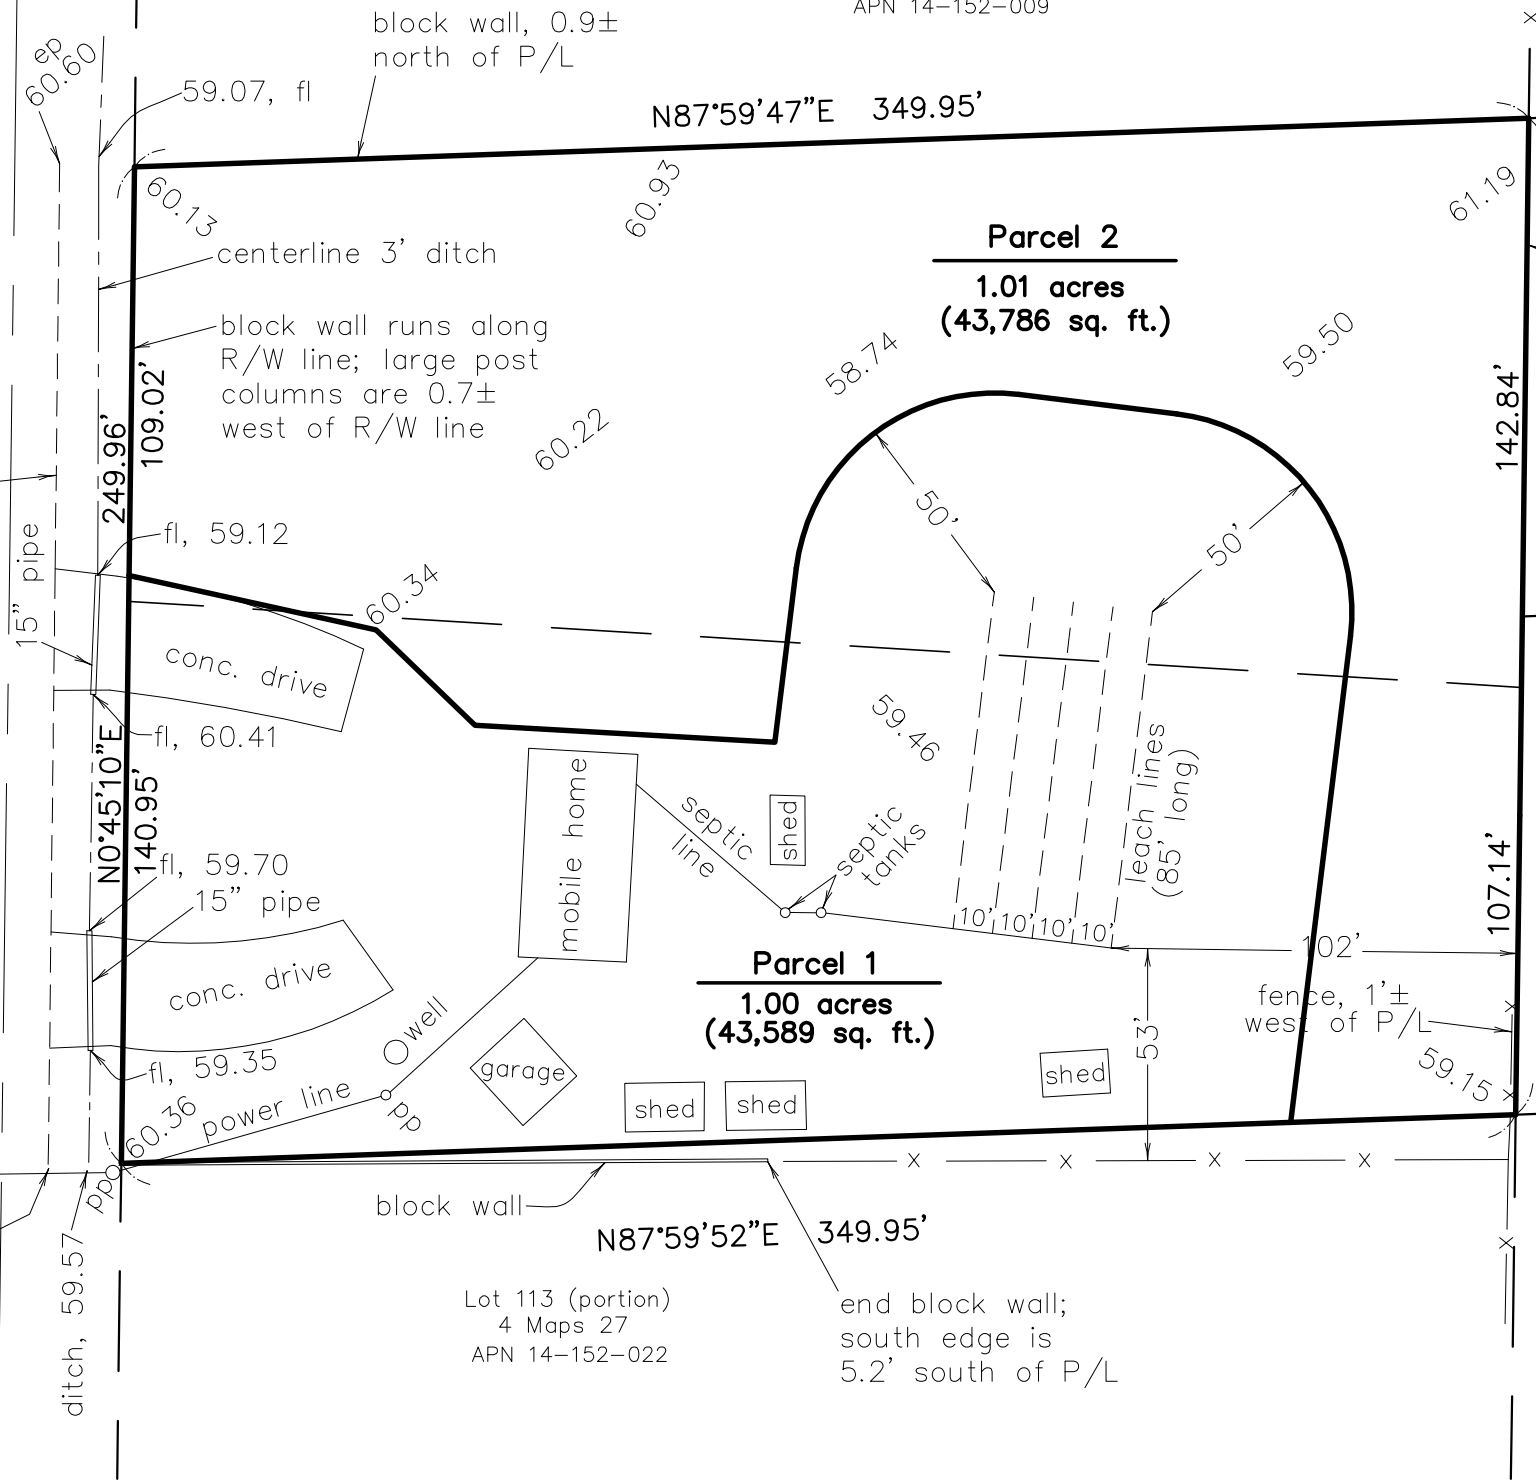 APN 14-152-009
block wall, 0.9±
north of P/L
ep
60.60
59.07, fl
N87°59'47"E 349.95'
60.13
60.93
61.19
centerline 3' ditch
Parcel 2
1.01 acres
(43,786 sq. ft.)
block wall runs along
R/W line; large post
columns are 0.7±
west of R/W line
58.74
59.50
249.96'
109.02'
142.84'
60.22
50'
50'
15" pipe
fl, 59.12
60.34
conc. drive
fl, 60.41
59.46
N0°45'10"E
140.95'
mobile home
septic
line
shed
septic
tanks
leach lines
(85' long)
107.14'
fl, 59.70
15" pipe
10'
10'
10'
10'
102'
conc. drive
Parcel 1
1.00 acres
(43,589 sq. ft.)
well
fence, 1'±
west of P/L
53'
fl, 59.35
garage
shed
59.15
x
x
x
60.36
power line
pp
shed
shed
x
x
x
x
pp
block wall
N87°59'52"E 349.95'
x
ditch, 59.57
Lot 113 (portion)
4 Maps 27
APN 14-152-022
end block wall;
south edge is
5.2' south of P/L